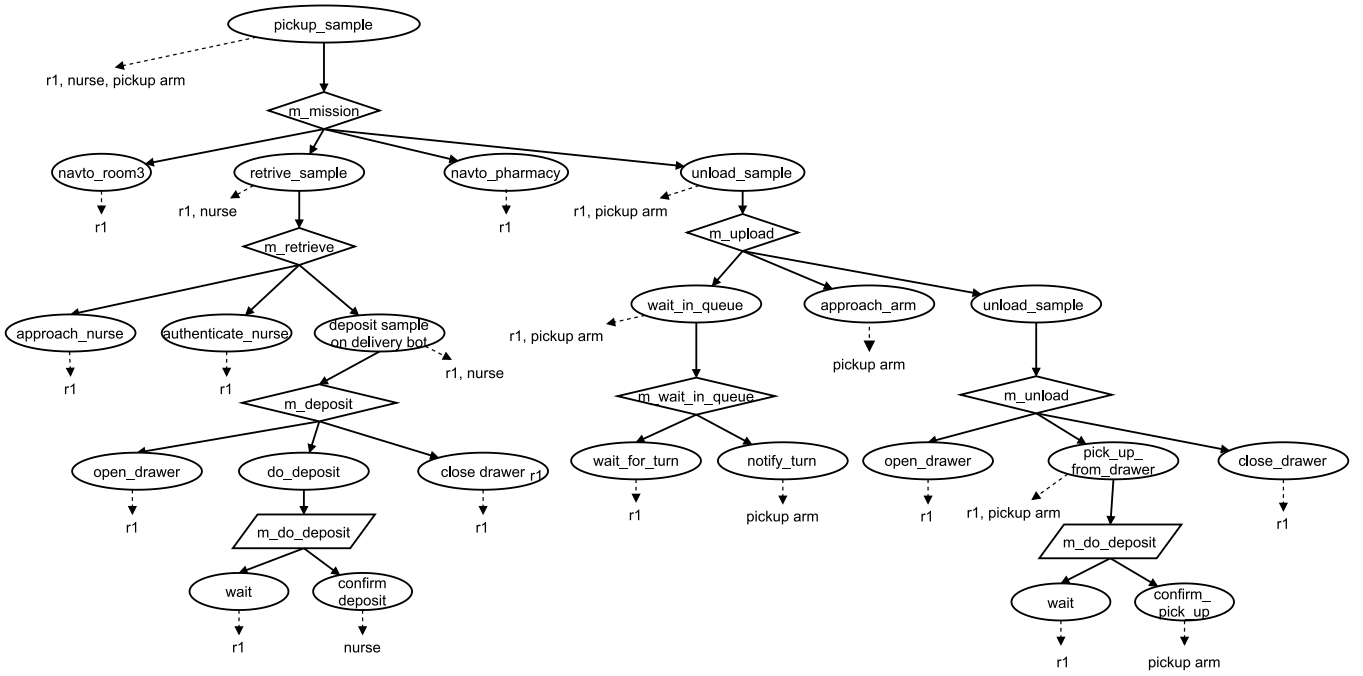 pickup_sample
r1, nurse, pickup arm
m_mission
navto_room3
retrive_sample
navto_pharmacy
unload_sample
r1
r1, nurse
r1
r1, pickup arm
m_retrieve
m_upload
approach_nurse
authenticate_nurse
deposit sample
on delivery bot
wait_in_queue
approach_arm
unload_sample
r1
r1
r1, nurse
r1, pickup arm
pickup arm
m_deposit
m_wait_in_queue
m_unload
open_drawer
do_deposit
close drawer
r1
wait_for_turn
notify_turn
open_drawer
pick_up_
from_drawer
close_drawer
r1
r1
r1
pickup arm
r1
r1, pickup arm
r1
m_do_deposit
m_do_deposit
wait
confirm
deposit
wait
confirm_
pick_up
r1
nurse
r1
pickup arm